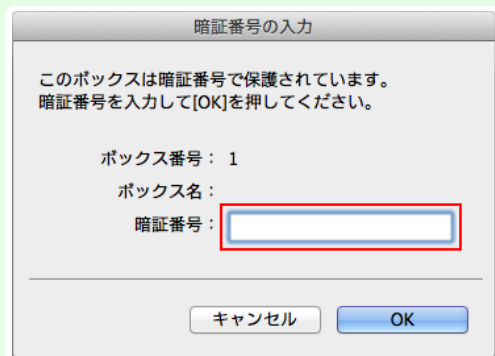 暗証番号の入力
このボックスは暗証番号で保護されています。
暗証番号を入力して[OK]を押してください。
ボックス番号： 1
ボックス名：
暗証番号：
キャンセル
OK